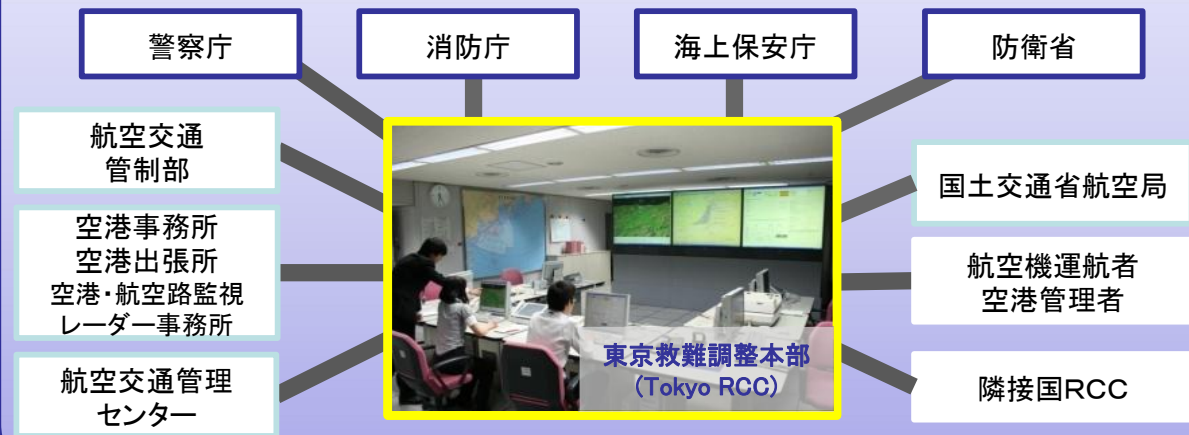 警察庁
消防庁
海上保安庁
防衛省
航空交通
管制部
空港事務所
空港出張所
空港・航空路監視
レーダー事務所
航空交通管理
センター
東京救難調整本部
(Tokyo RCC)
国土交通省航空局
航空機運航者
空港管理者
隣接国RCC